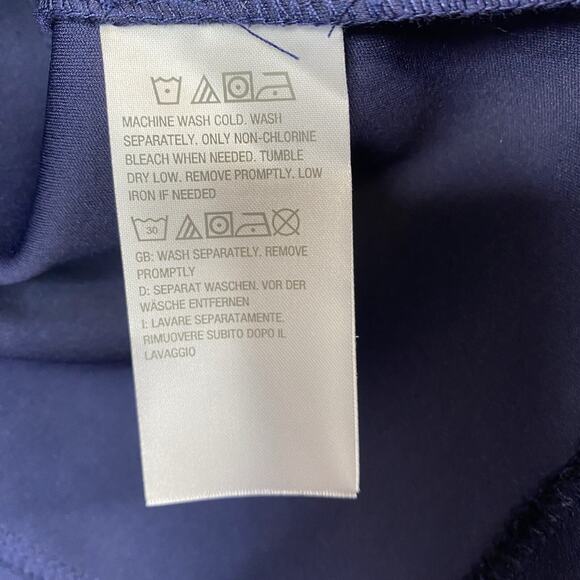 MACHINE WASH COLD. WASH
SEPARATELY. ONLY NON-CHLORINE
BLEACH WHEN NEEDED. TUMBLE
DRY LOW. REMOVE PROMPTLY. LOW
IRON IF NEEDED
30
GB: WASH SEPARATELY. REMOVE
PROMPTLY
D: SEPARAT WASCHEN. VOR DER
WÄSCHE ENTFERNEN
I: LAVARE SEPARATAMENTE.
RIMUOVERE SUBITO DOPO IL
LAVAGGIO